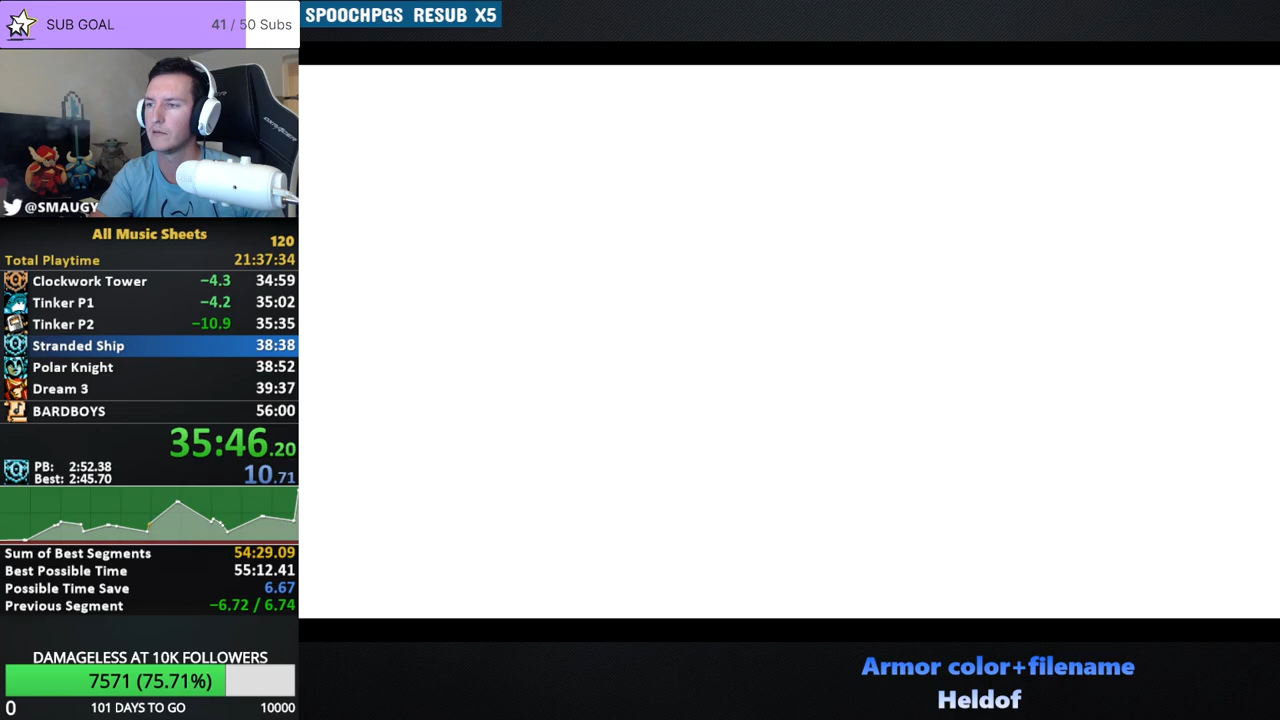 SUB GOAL 41 / 50 Subs
SPOOCHPGS RESUB X5
@SMAUGY
All Music Sheets
120
Total Playtime 21:37:34
Clockwork Tower −4.3 34:59
Tinker P1 −4.2 35:02
Tinker P2 −10.9 35:35
Stranded Ship 38:38
Polar Knight 38:52
Dream 3 39:37
BARDBOYS 56:00
35:46.20
PB: 2:52.38
Best: 2:45.70
10.71
Sum of Best Segments 54:29.09
Best Possible Time 55:12.41
Possible Time Save 6.67
Previous Segment −6.72 / 6.74
DAMAGELESS AT 10K FOLLOWERS
7571 (75.71%)
0 101 DAYS TO GO 10000
Armor color+filename
Heldof